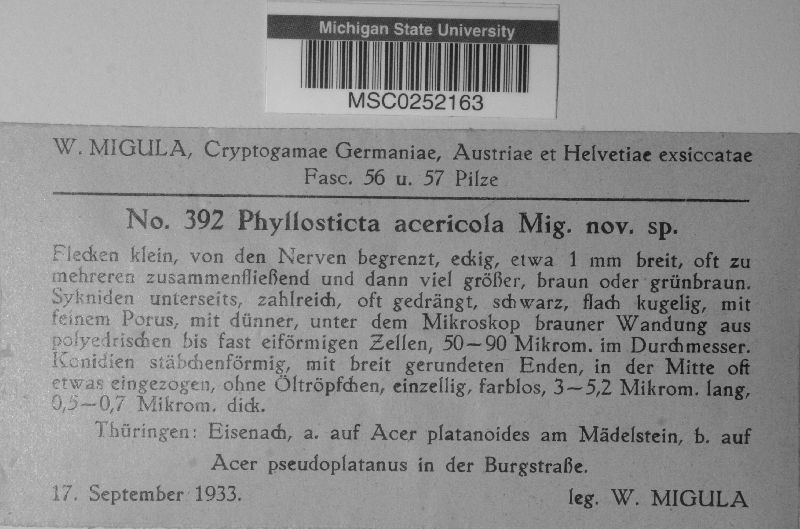 Michigan State University
MSC0252163
W. MIGULA, Cryptogamae Germaniae, Austriae et Helvetiae exsiccatae
Fasc. 56 u. 57 Pilze
No. 392 Phyllosticta acericola Mig. nov. sp.
Flecken klein, von den Nerven begrenzt, eckig, etwa 1 mm breit, oft zu
mehreren zusammenfließend und dann viel größer, braun oder grünbraun.
Sykniden unterseits, zahlreich, oft gedrängt, schwarz, flach kugelig, mit
feinem Porus, mit dünner, unter dem Mikroskop brauner Wandung aus
polyedrischen bis fast eiförmigen Zellen, 50—90 Mikrom. im Durchmesser.
Konidien stäbchenförmig, mit breit gerundeten Enden, in der Mitte oft
etwas eingezogen, ohne Öltröpfchen, einzellig, farblos, 3—5,2 Mikrom. lang,
0,5—0,7 Mikrom. dick.
Thüringen: Eisenach, a. auf Acer platanoides am Mädelstein, b. auf
Acer pseudoplatanus in der Burgstraße.
17. September 1933.
leg. W. MIGULA